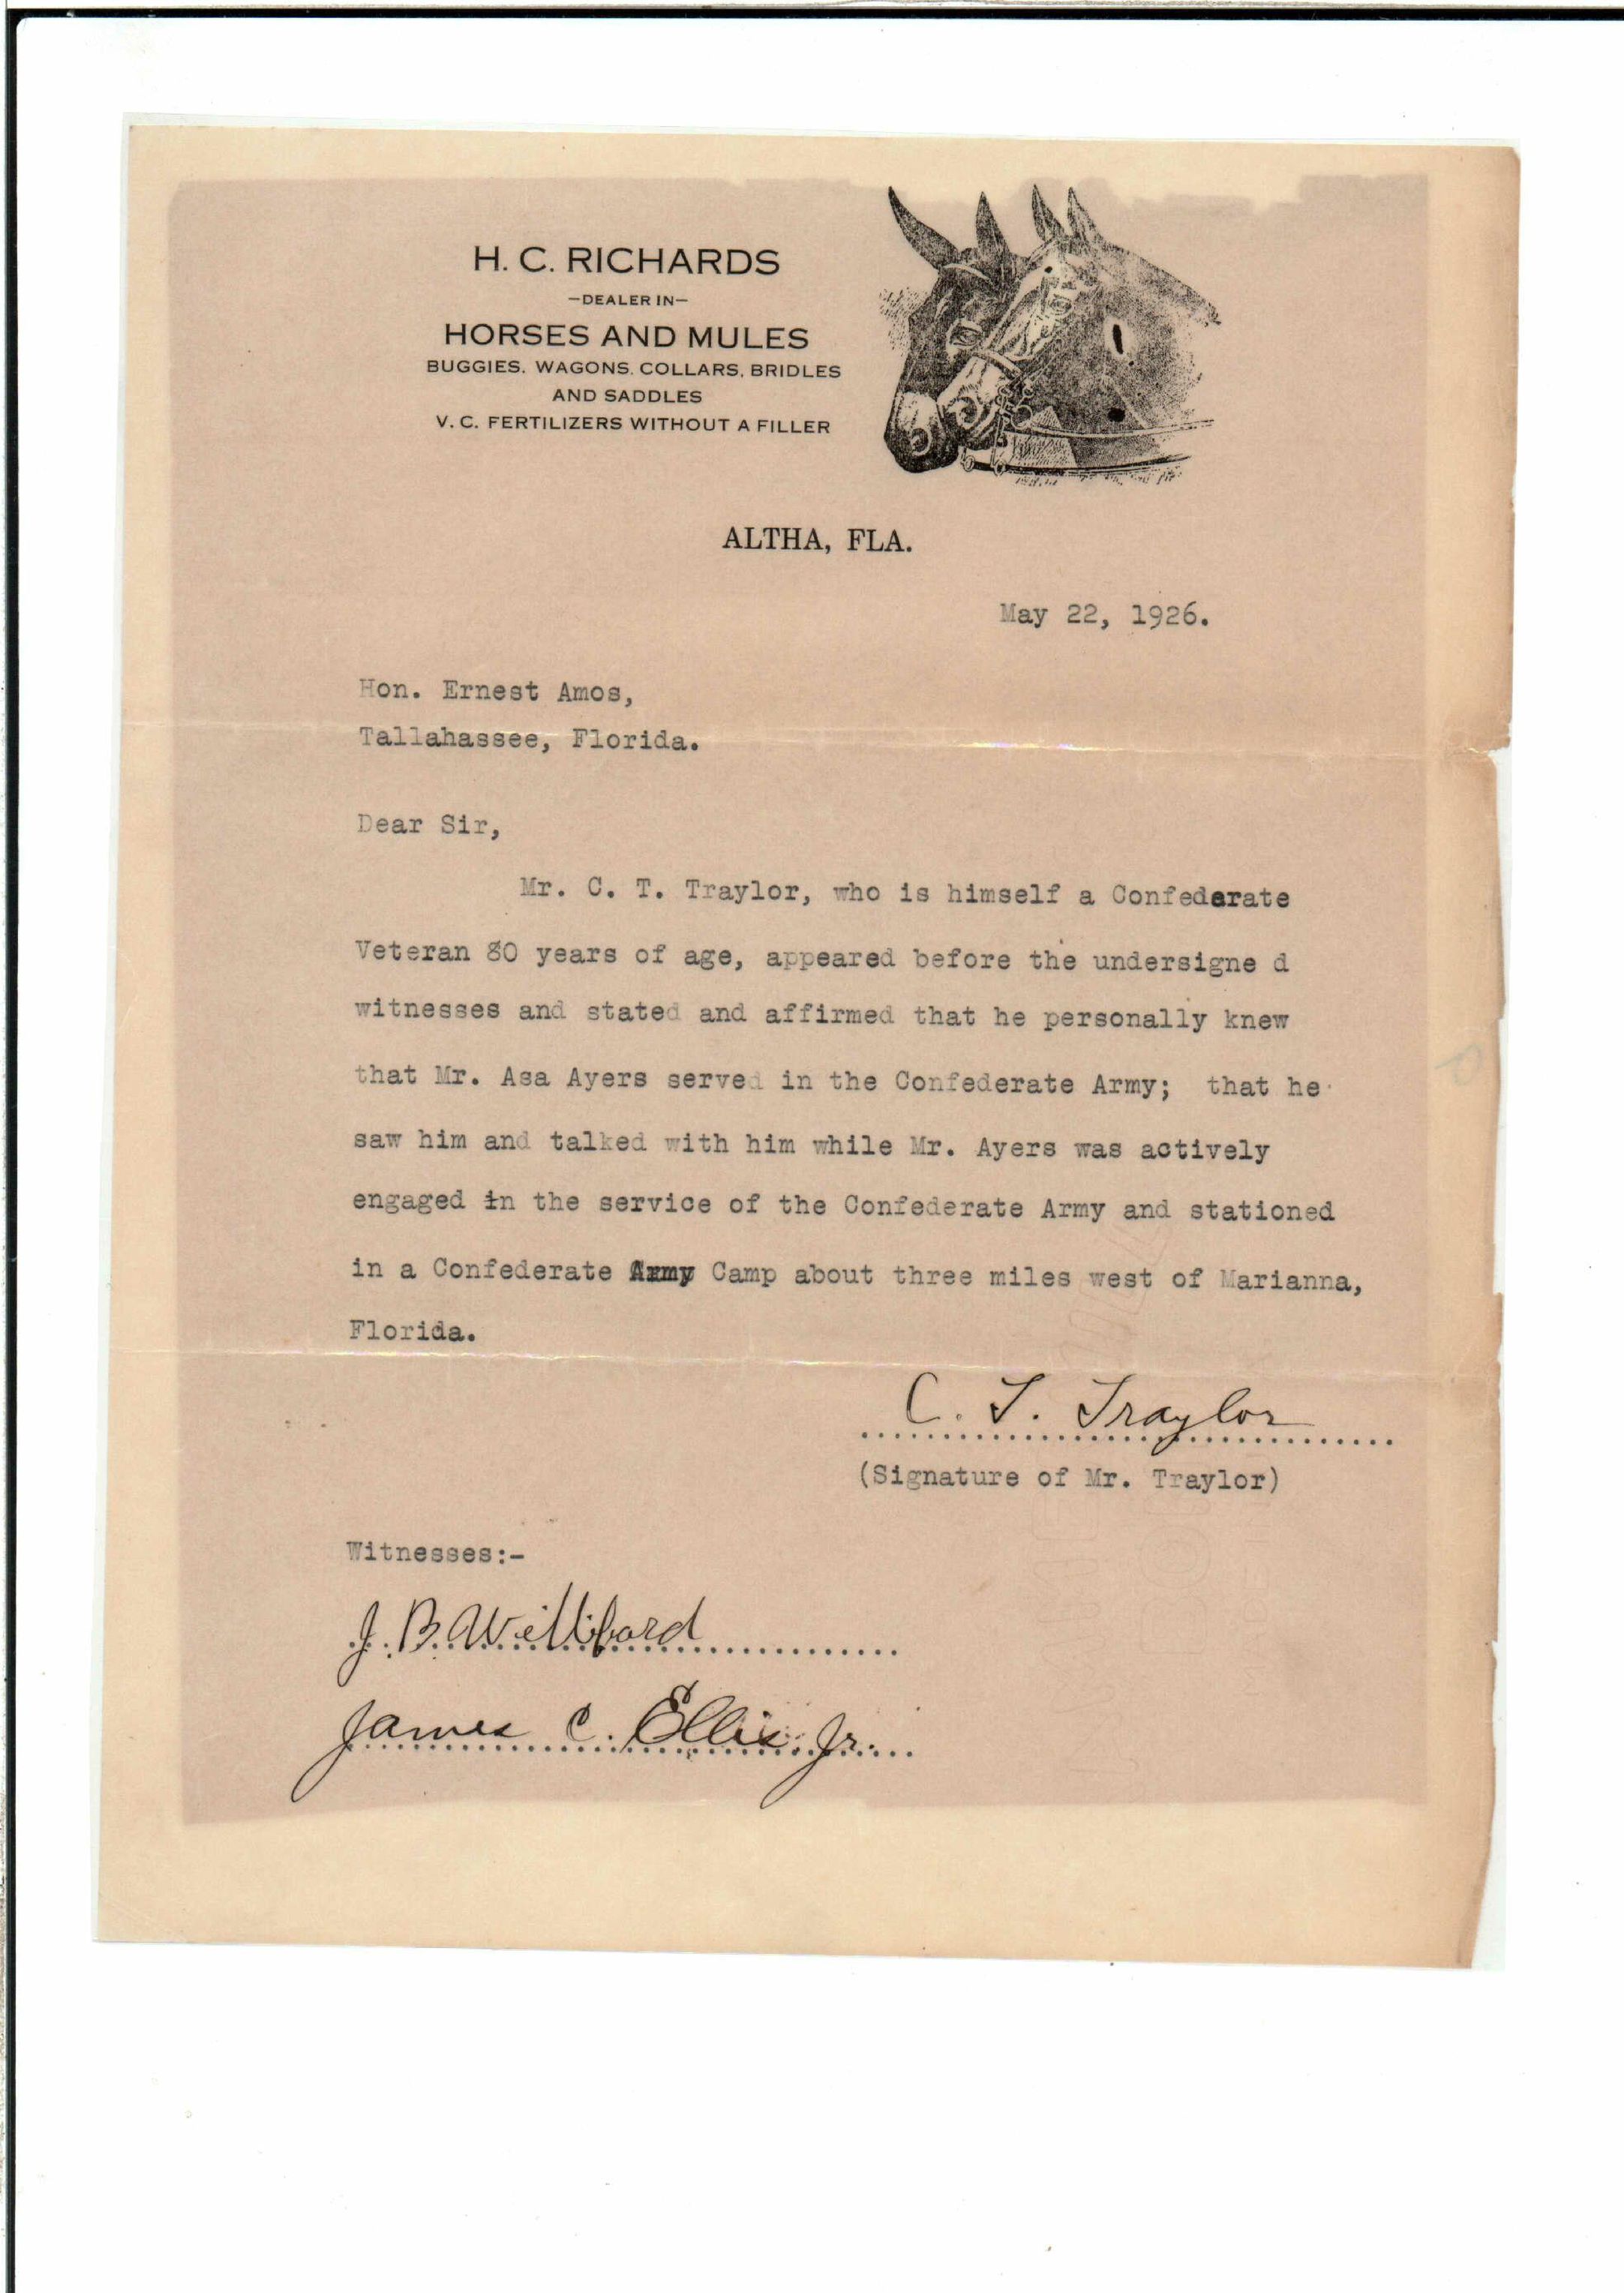 H. C. RICHARDS
—DEALER IN—
HORSES AND MULES
BUGGIES, WAGONS, COLLARS, BRIDLES
AND SADDLES
V. C. FERTILIZERS WITHOUT A FILLER
ALTHA, FLA.
May 22, 1926.
Hon. Ernest Amos,
Tallahassee, Florida.
Dear Sir,
Mr. C. T. Traylor, who is himself a Confederate
Veteran 80 years of age, appeared before the undersigne d
witnesses and stated and affirmed that he personally knew
that Mr. Asa Ayers served in the Confederate Army; that he
saw him and talked with him while Mr. Ayers was actively
engaged in the service of the Confederate Army and stationed
in a Confederate Army Camp about three miles west of Marianna,
Florida.
C. T. Traylor
(Signature of Mr. Traylor)
Witnesses:-
J. B.
James C. Ellis Jr.